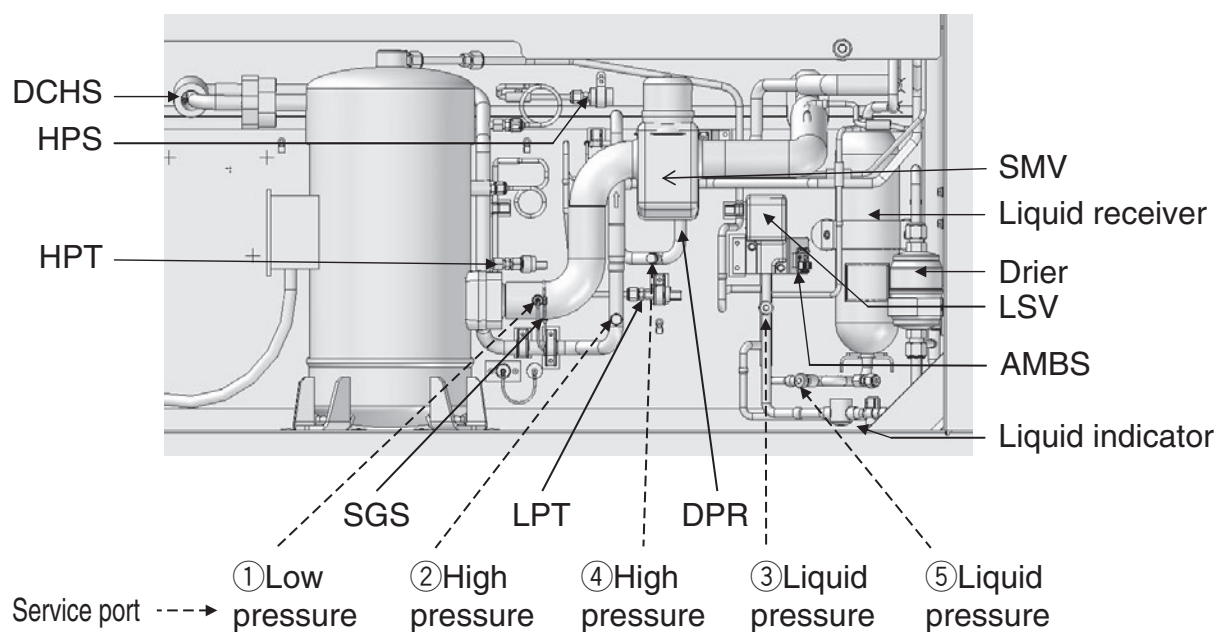 DCHS
HPS
HPT
SMV
Liquid receiver
Drier
LSV
AMBS
Liquid indicator
SGS
LPT
DPR
①Low
pressure
②High
pressure
④High
pressure
③Liquid
pressure
⑤Liquid
pressure
Service port